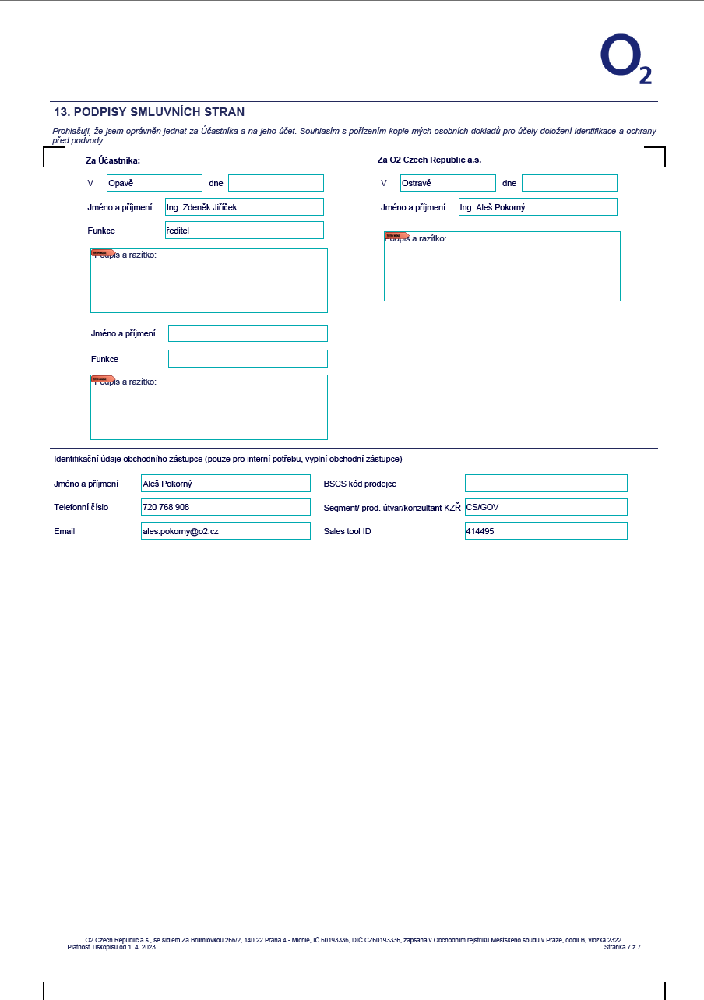 O2
13. PODPISY SMLUVNÍCH STRAN
Prohlašuji, že jsem oprávněn jednat za Účastníka a na jeho účet. Souhlasím s pořízením kopie mých osobních dokladů pro účely doložení identifikace a ochrany
před podvody.
Za Účastníka:
V Opavě dne
Jméno a příjmení Ing. Zdeněk Jiříček
Funkce ředitel
Podpis a razítko:
Jméno a příjmení
Funkce
Podpis a razítko:
Za O2 Czech Republic a.s.
V Ostravě dne
Jméno a příjmení Ing. Aleš Pokorný
Podpis a razítko:
Identifikační údaje obchodního zástupce (pouze pro interní potřebu, vyplní obchodní zástupce)
Jméno a příjmení Aleš Pokorný BSCS kód prodejce
Telefonní číslo 720 768 908 Segment/ prod. útvar/konzultant KZŘ CS/GOV
Email ales.pokorny@o2.cz Sales tool ID 414495
O2 Czech Republic a.s., se sídlem Za Brumlovkou 266/2, 140 22 Praha 4 - Michle, IČ 60193336, DIČ CZ60193336, zapsaná v Obchodním rejstříku Městského soudu v Praze, oddíl B, vložka 2322.
Platnost Tiskopisu od 1. 4. 2023 Stránka 7 z 7